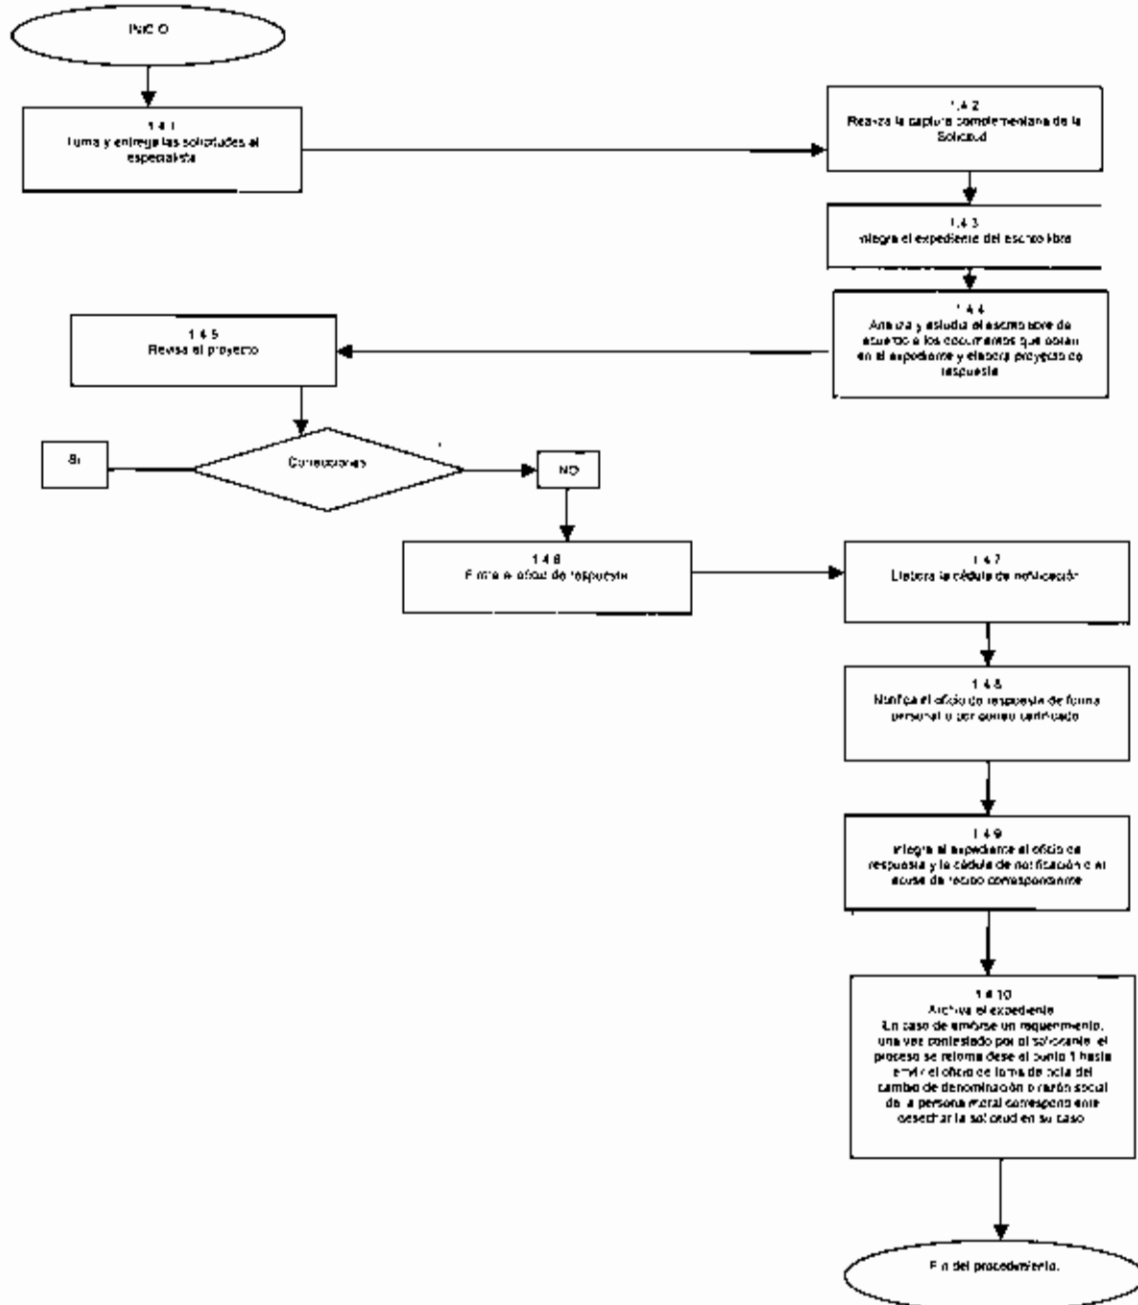 INICIO
1.4.1
Turna y entrega las solicitudes al
especialista
1.4.2
Realiza la captura complementaria de la
Solicitud
1.4.3
Integra el expediente del escrito libre
1.4.4
Analiza y estudia el escrito libre de
acuerdo a los documentos que obran
en el expediente y elabora proyecto de
respuesta
1.4.5
Revisa el proyecto
SI
Correcciones
NO
1.4.6
Firma el oficio de respuesta
1.4.7
Elabora la cédula de notificación
1.4.8
Notifica el oficio de respuesta de forma
personal o por correo certificado
1.4.9
Integra al expediente el oficio de
respuesta y la cédula de notificación o el
acuse de recibo correspondiente
1.4.10
Archiva el expediente
En caso de emitirse un requerimiento,
una vez contestado por el solicitante, el
proceso se retoma dese el punto 1 hasta
emitir el oficio de toma de nota del
cambio de denominación o razón social
de la persona moral correspondiente
desechar la solicitud en su caso
Fin del procedimiento.